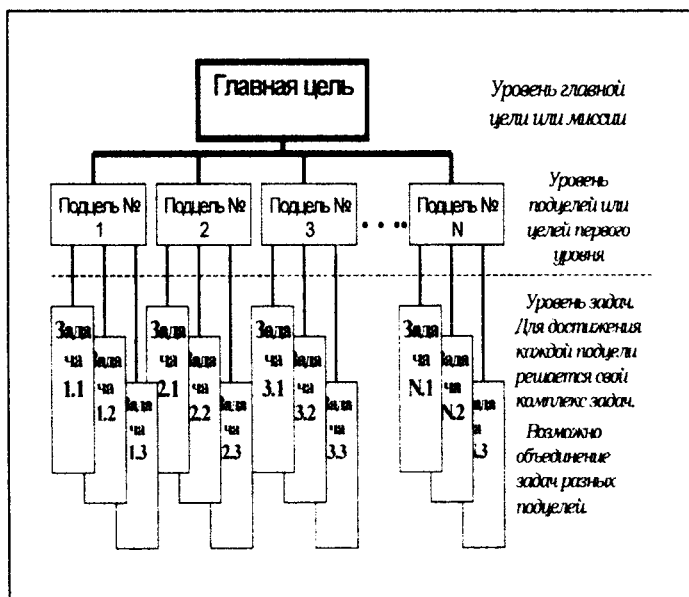 Главная цель
Уровень главной
цели или миссии
Подцель №
1
Подцель №
2
Подцель №
3
. . . .
Подцель №
N
Уровень
подцелей или
целей первого
уровня
Зада
ча
1.1
Зада
ча
1.2
Зада
ча
1.3
Зада
ча
2.1
Зада
ча
2.2
Зада
ча
2.3
Зада
ча
3.1
Зада
ча
3.2
Зада
ча
3.3
Зада
ча
N.1
Зада
ча
N.2
Зада
ча
N.3
Уровень задач.
Для достижения
каждой подцели
решается свой
комплекс задач.
Возможно
объединение
задач разных
подцелей.